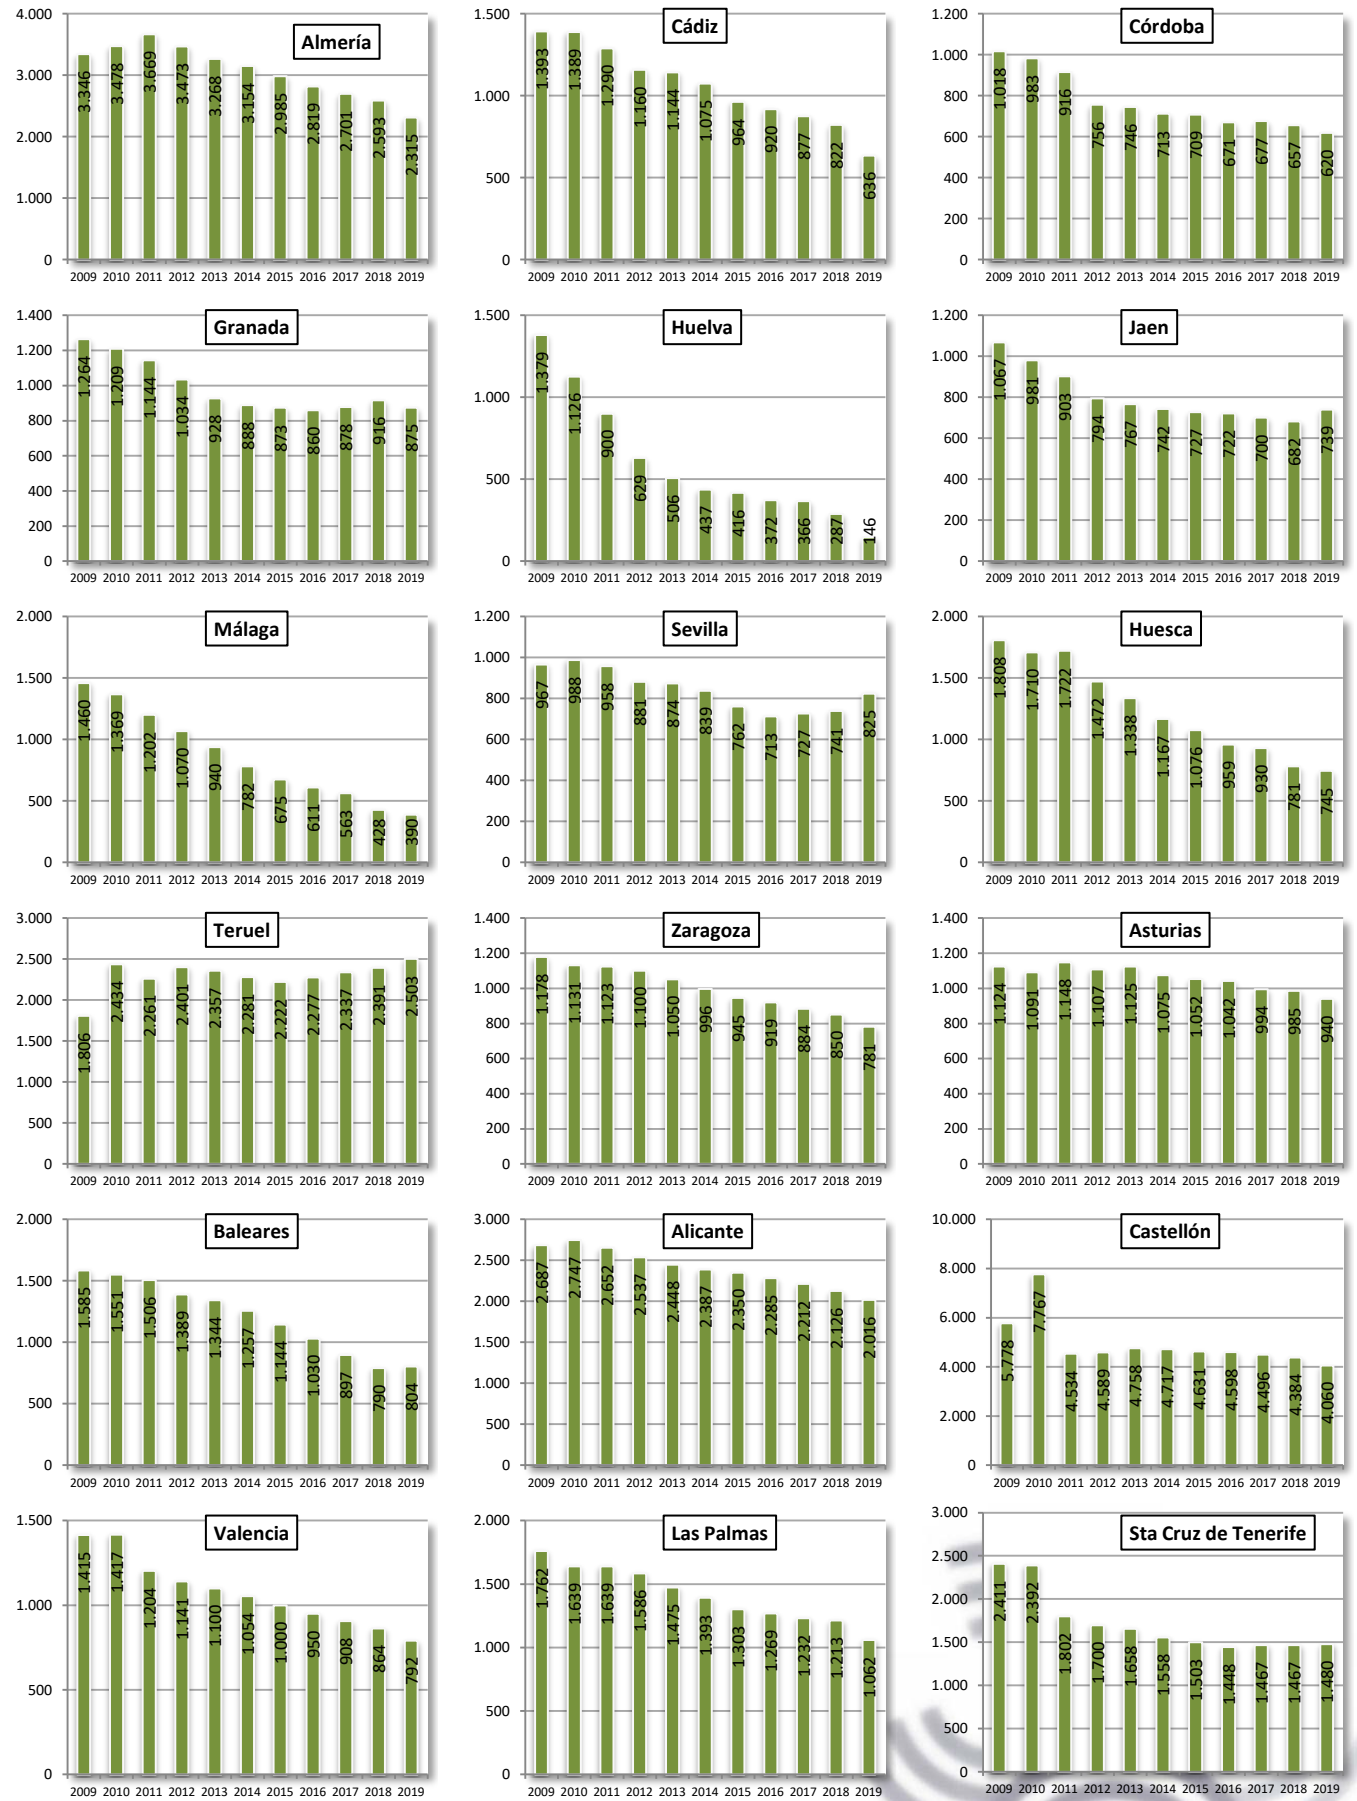 Almería
4.000
3.000
2.000
1.000
0
3.346 3.478 3.669 3.473 3.268 3.154 2.985 2.819 2.701 2.593 2.315
2009 2010 2011 2012 2013 2014 2015 2016 2017 2018 2019
Cádiz
1.500
1.000
500
0
1.393 1.389 1.290 1.160 1.144 1.075 964 920 877 822 636
2009 2010 2011 2012 2013 2014 2015 2016 2017 2018 2019
Córdoba
1.200
1.000
800
600
400
200
0
1.018 983 916 756 746 713 709 671 677 657 620
2009 2010 2011 2012 2013 2014 2015 2016 2017 2018 2019
Granada
1.400
1.200
1.000
800
600
400
200
0
1.264 1.209 1.144 1.034 928 888 873 860 878 916 875
2009 2010 2011 2012 2013 2014 2015 2016 2017 2018 2019
Huelva
1.500
1.000
500
0
1.379 1.126 900 629 506 437 416 372 366 287 146
2009 2010 2011 2012 2013 2014 2015 2016 2017 2018 2019
Jaen
1.200
1.000
800
600
400
200
0
1.067 981 903 794 767 742 727 722 700 682 739
2009 2010 2011 2012 2013 2014 2015 2016 2017 2018 2019
Málaga
2.000
1.500
1.000
500
0
1.460 1.369 1.202 1.070 940 782 675 611 563 428 390
2009 2010 2011 2012 2013 2014 2015 2016 2017 2018 2019
Sevilla
1.200
1.000
800
600
400
200
0
967 988 958 881 874 839 762 713 727 741 825
2009 2010 2011 2012 2013 2014 2015 2016 2017 2018 2019
Huesca
2.000
1.500
1.000
500
0
1.808 1.710 1.722 1.472 1.338 1.167 1.076 959 930 781 745
2009 2010 2011 2012 2013 2014 2015 2016 2017 2018 2019
Teruel
3.000
2.500
2.000
1.500
1.000
500
0
1.806 2.434 2.261 2.401 2.357 2.281 2.222 2.277 2.337 2.391 2.503
2009 2010 2011 2012 2013 2014 2015 2016 2017 2018 2019
Zaragoza
1.400
1.200
1.000
800
600
400
200
0
1.178 1.131 1.123 1.100 1.050 996 945 919 884 850 781
2009 2010 2011 2012 2013 2014 2015 2016 2017 2018 2019
Asturias
1.400
1.200
1.000
800
600
400
200
0
1.124 1.091 1.148 1.107 1.125 1.075 1.052 1.042 994 985 940
2009 2010 2011 2012 2013 2014 2015 2016 2017 2018 2019
Baleares
2.000
1.500
1.000
500
0
1.585 1.551 1.506 1.389 1.344 1.257 1.144 1.030 897 790 804
2009 2010 2011 2012 2013 2014 2015 2016 2017 2018 2019
Alicante
3.000
2.500
2.000
1.500
1.000
500
0
2.687 2.747 2.652 2.537 2.448 2.387 2.350 2.285 2.212 2.126 2.016
2009 2010 2011 2012 2013 2014 2015 2016 2017 2018 2019
Castellón
10.000
8.000
6.000
4.000
2.000
0
5.778 7.767 4.534 4.589 4.758 4.717 4.631 4.598 4.496 4.384 4.060
2009 2010 2011 2012 2013 2014 2015 2016 2017 2018 2019
Valencia
1.500
1.000
500
0
1.415 1.417 1.204 1.141 1.100 1.054 1.000 950 908 864 792
2009 2010 2011 2012 2013 2014 2015 2016 2017 2018 2019
Las Palmas
2.000
1.500
1.000
500
0
1.762 1.639 1.639 1.586 1.475 1.393 1.303 1.269 1.232 1.213 1.062
2009 2010 2011 2012 2013 2014 2015 2016 2017 2018 2019
Sta Cruz de Tenerife
3.000
2.500
2.000
1.500
1.000
500
0
2.411 2.392 1.802 1.700 1.658 1.558 1.503 1.448 1.467 1.467 1.480
2009 2010 2011 2012 2013 2014 2015 2016 2017 2018 2019